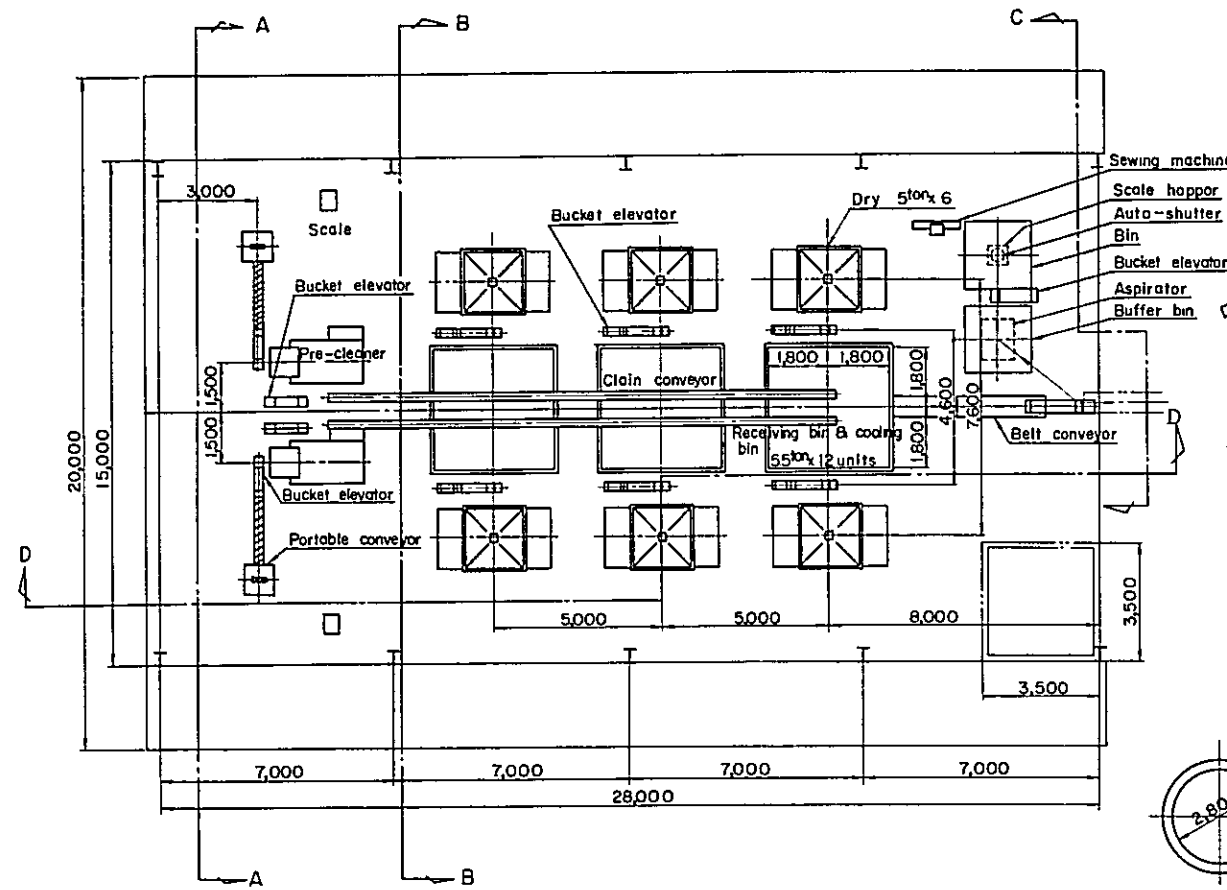 A
B
C
Sewing machine
3,000
Dry 5ton x 6
Scale happor
Scale
Bucket elevator
Auto-shutter
Bin
Bucket elevator
Bucket elevator
Aspirator
Buffer bin
Pre-cleaner
1,800 1,800
1,800
1,500
Clain conveyor
4,600
7,600
20,000
15,000
1,500
Receiving bin & cooling
bin
1,800
Belt conveyor
D
55ton x 12 units
Bucket elevator
Portable conveyor
D
5,000
5,000
8,000
3,500
3,500
7,000
7,000
7,000
7,000
28,000
2,80
A
B